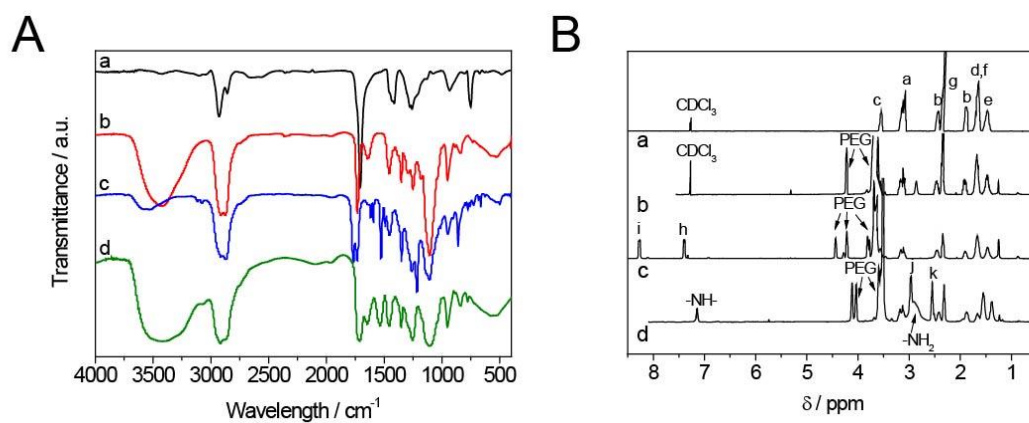 A
a
b
c
d
Transmittance / a.u.
4000 3500 3000 2500 2000 1500 1000 500
Wavelength / cm-1
B
d,f
g
a
c
b
b
e
CDCl3
a
PEG
CDCl3
b
PEG
i
h
c
PEG
j
k
-NH-
-NH2
d
8 7 6 5 4 3 2 1
δ / ppm